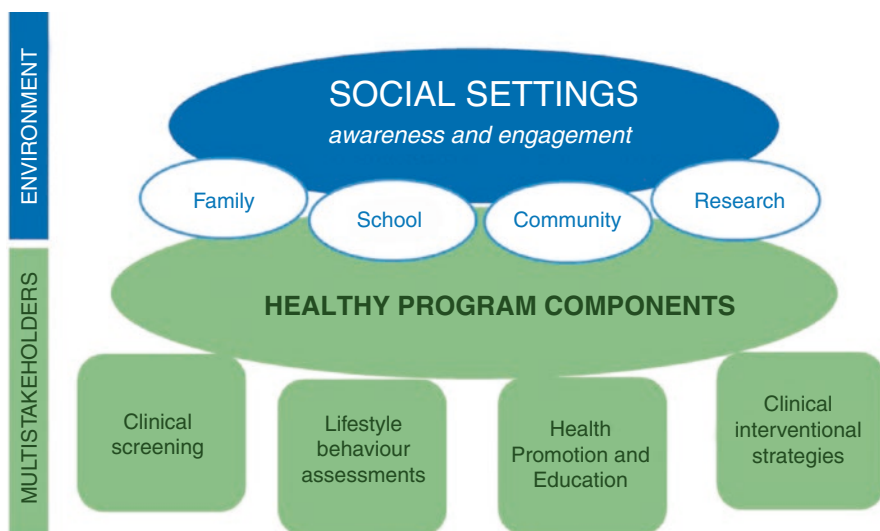 ENVIRONMENT
SOCIAL SETTINGS
awareness and engagement
Family
School
Community
Research
MULTISTAKEHOLDERS
HEALTHY PROGRAM COMPONENTS
Clinical
screening
Lifestyle
behaviour
assessments
Health
Promotion and
Education
Clinical
interventional
strategies